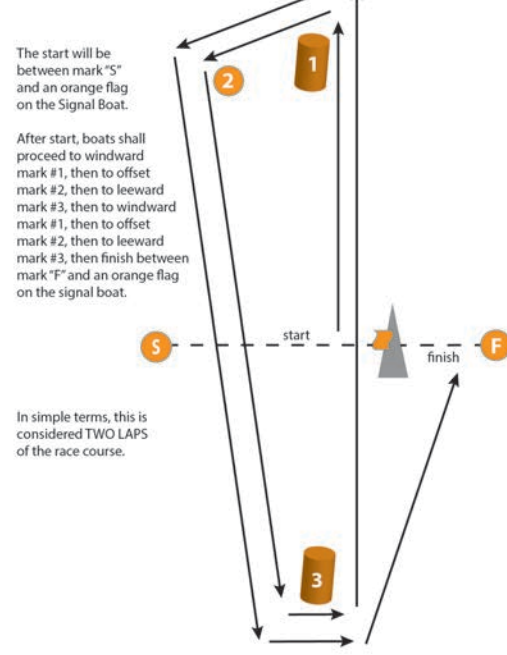 The start will be
between mark "S"
and an orange flag
on the Signal Boat.
1
2
After start, boats shall
proceed to windward
mark #1, then to offset
mark #2, then to leeward
mark #3, then to windward
mark #1, then to offset
mark #2, then to leeward
mark #3, then finish between
mark "F" and an orange flag
on the signal boat.
S
start
F
finish
In simple terms, this is
considered TWO LAPS
of the race course.
3